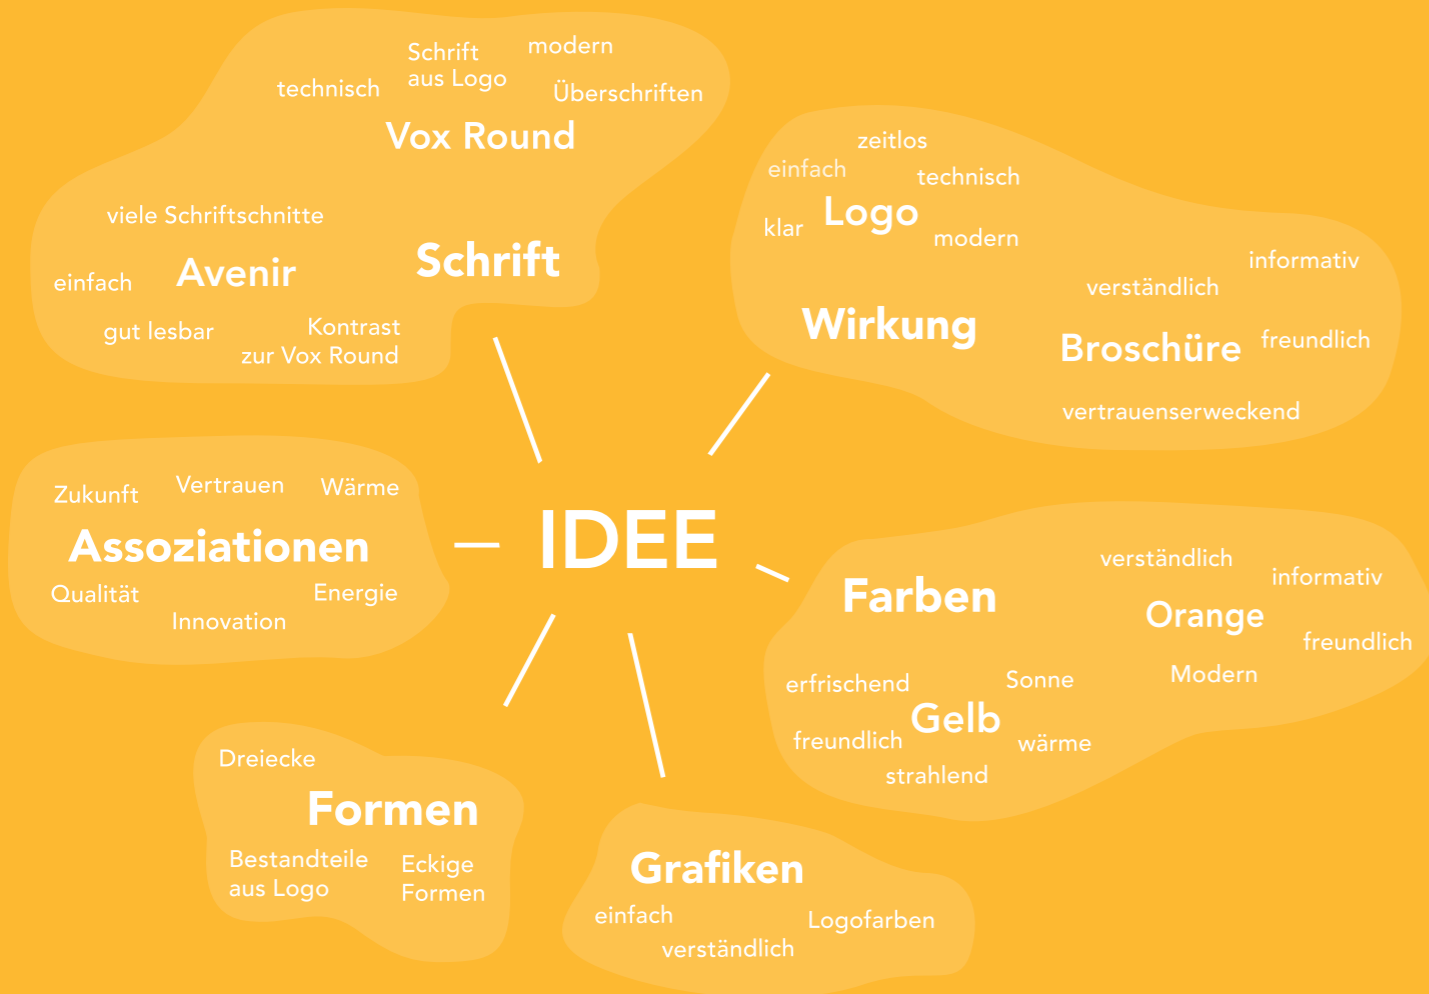 Schrift
aus Logo
modern
technisch
Überschriften
Vox Round
viele Schriftschnitte
Schrift
einfach
Avenir
gut lesbar
Kontrast
zur Vox Round
zeitlos
einfach
technisch
klar
Logo
modern
informativ
verständlich
Wirkung
Broschüre
freundlich
vertrauenserweckend
Zukunft
Vertrauen
Wärme
Assoziationen
Qualität
Energie
Innovation
IDEE
Farben
verständlich
informativ
Orange
freundlich
Modern
erfrischend
Sonne
Gelb
freundlich
wärme
strahlend
Dreiecke
Formen
Bestandteile
aus Logo
Eckige
Formen
Grafiken
einfach
Logofarben
verständlich